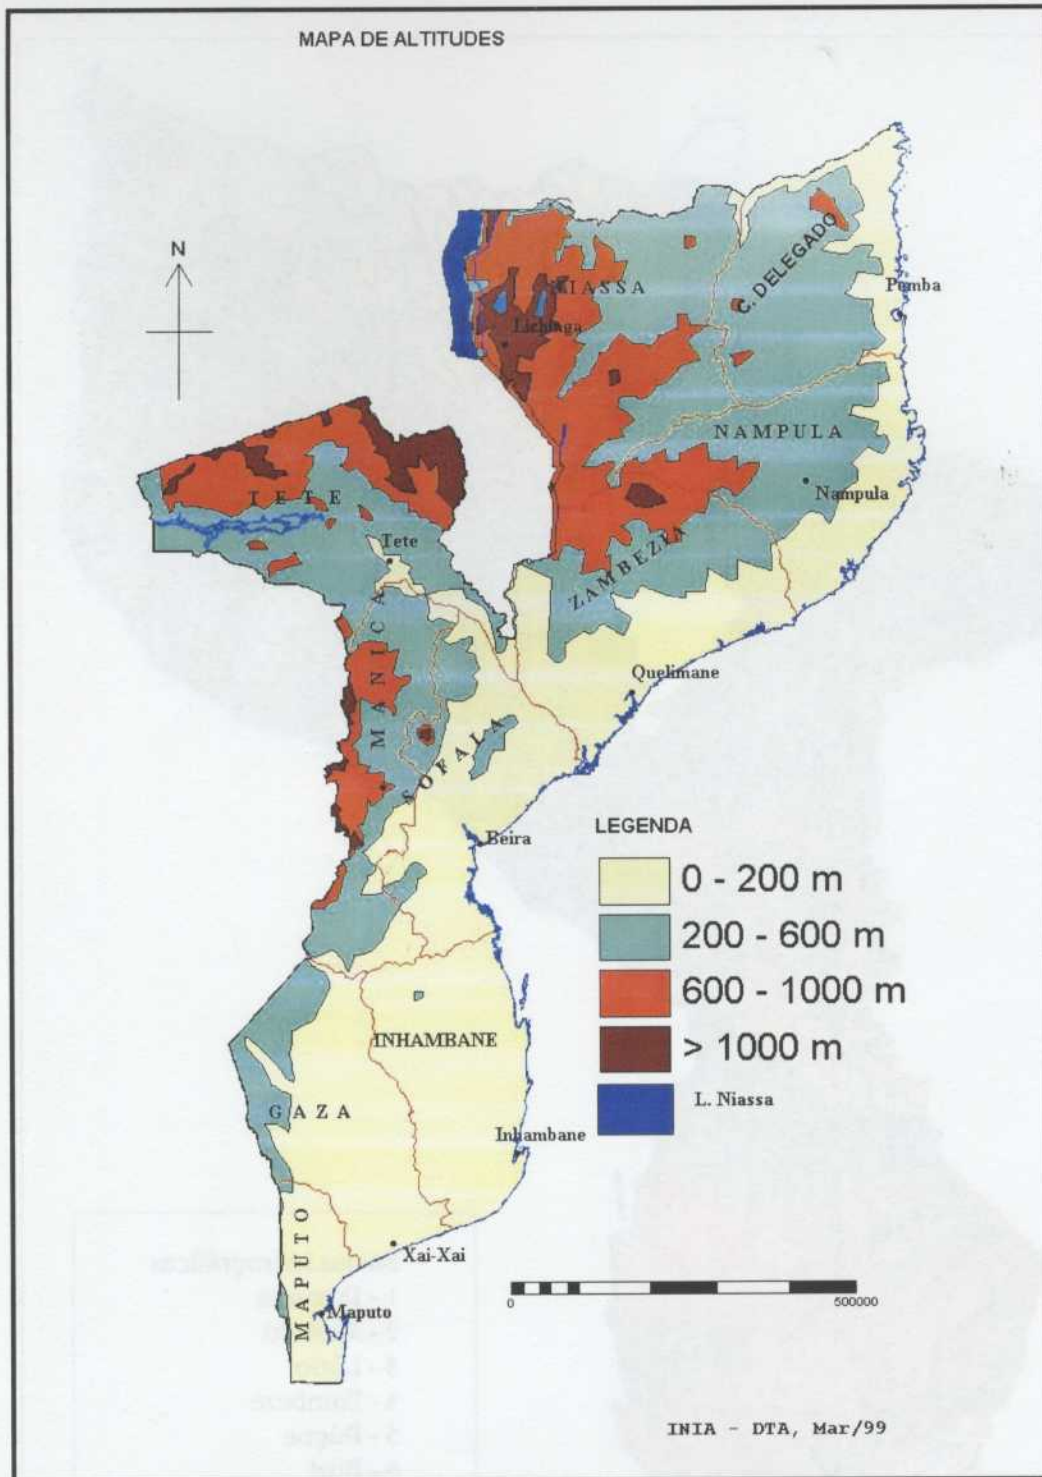 MAPA DE ALTITUDES
N
NIASSA
C. DELEGADO
Pemba
Lichinga
NAMPULA
Nampula
TETE
Tete
ZAMBEZIA
MANICA
Quelimane
SOFALA
Beira
LEGENDA
0 - 200 m
200 - 600 m
600 - 1000 m
> 1000 m
L. Niassa
INHAMBANE
GAZA
Inhambane
MAPUTO
Xai-Xai
Maputo
0 500000
INIA - DTA, Mar/99